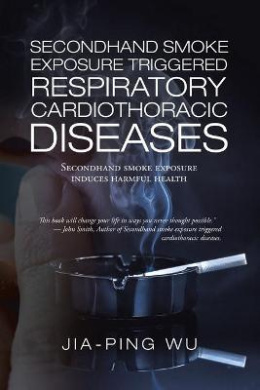 SECONDHAND SMOKE
EXPOSURE TRIGGERED
RESPIRATORY
CARDIOTHORACIC
DISEASES
SECONDHAND SMOKE EXPOSURE
INDUCES HARMFUL HEALTH
"This book will change your life in ways you never thought possible."
— John Smith, Author of Secondhand smoke exposure triggered
cardiothoracic diseases.
JIA-PING WU